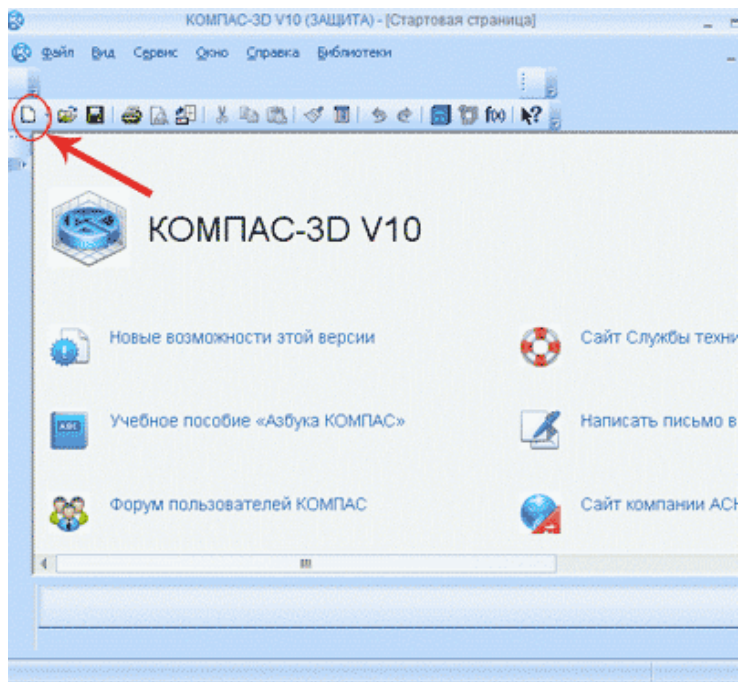 КОМПАС-3D V10 (ЗАЩИТА) - [Стартовая страница]
Файл Вид Сервис Окно Справка Библиотеки
f(x)
КОМПАС-3D V10
Новые возможности этой версии
Сайт Службы техни
Учебное пособие «Азбука КОМПАС»
Написать письмо в
Форум пользователей КОМПАС
Сайт компании АСК